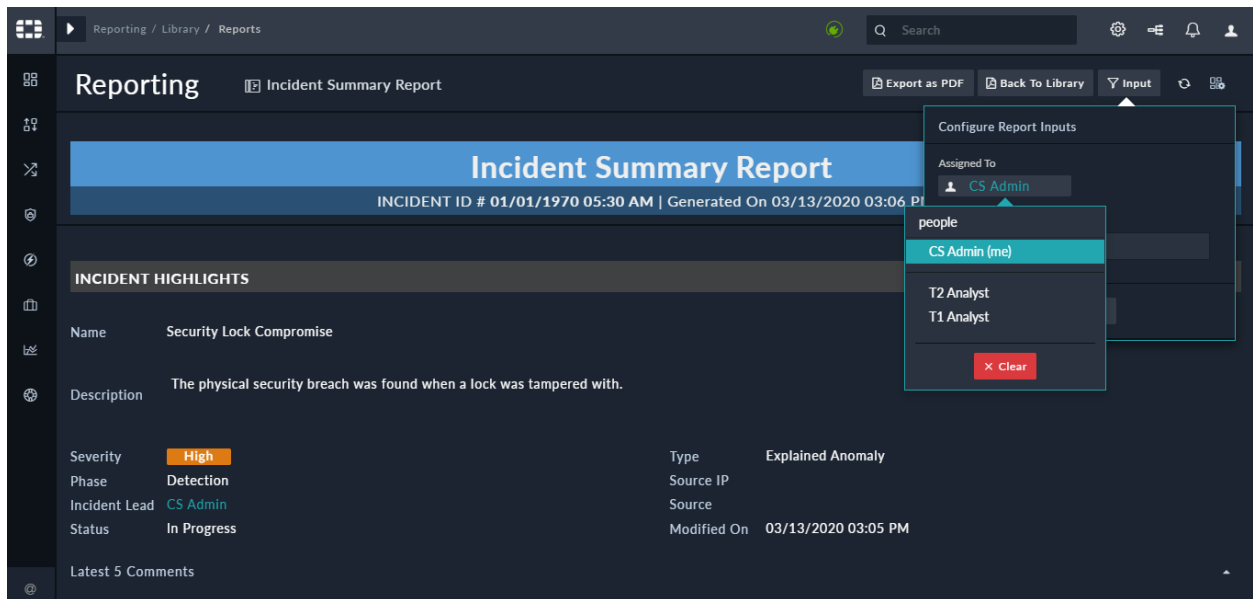 Reporting / Library / Reports
Search
Reporting
Incident Summary Report
Export as PDF
Back To Library
Input
Configure Report Inputs
Assigned To
CS Admin
people
CS Admin (me)
T2 Analyst
T1 Analyst
× Clear
Incident Summary Report
INCIDENT ID # 01/01/1970 05:30 AM | Generated On 03/13/2020 03:06
INCIDENT HIGHLIGHTS
Name Security Lock Compromise
Description The physical security breach was found when a lock was tampered with.
Severity High Type Explained Anomaly
Phase Detection Source IP
Incident Lead CS Admin Source
Status In Progress Modified On 03/13/2020 03:05 PM
Latest 5 Comments
@